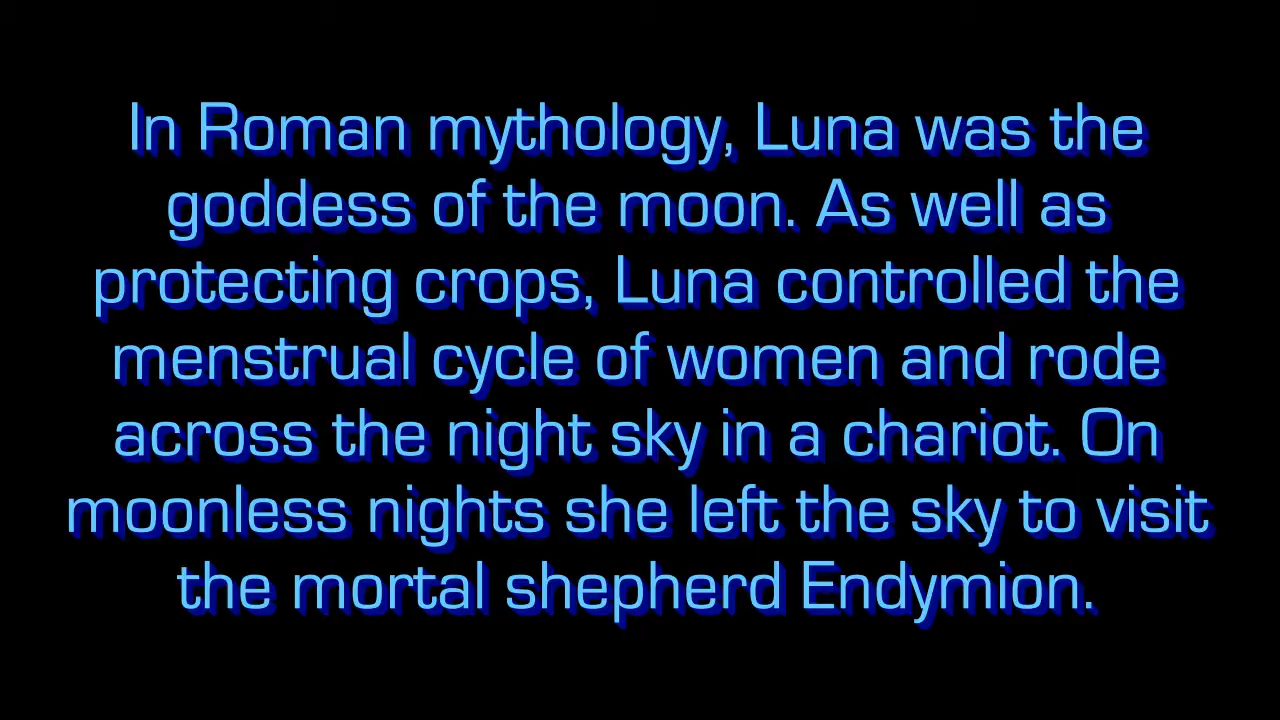 In Roman mythology, Luna was the
goddess of the moon. As well as
protecting crops, Luna controlled the
menstrual cycle of women and rode
across the night sky in a chariot. On
moonless nights she left the sky to visit
the mortal shepherd Endymion.